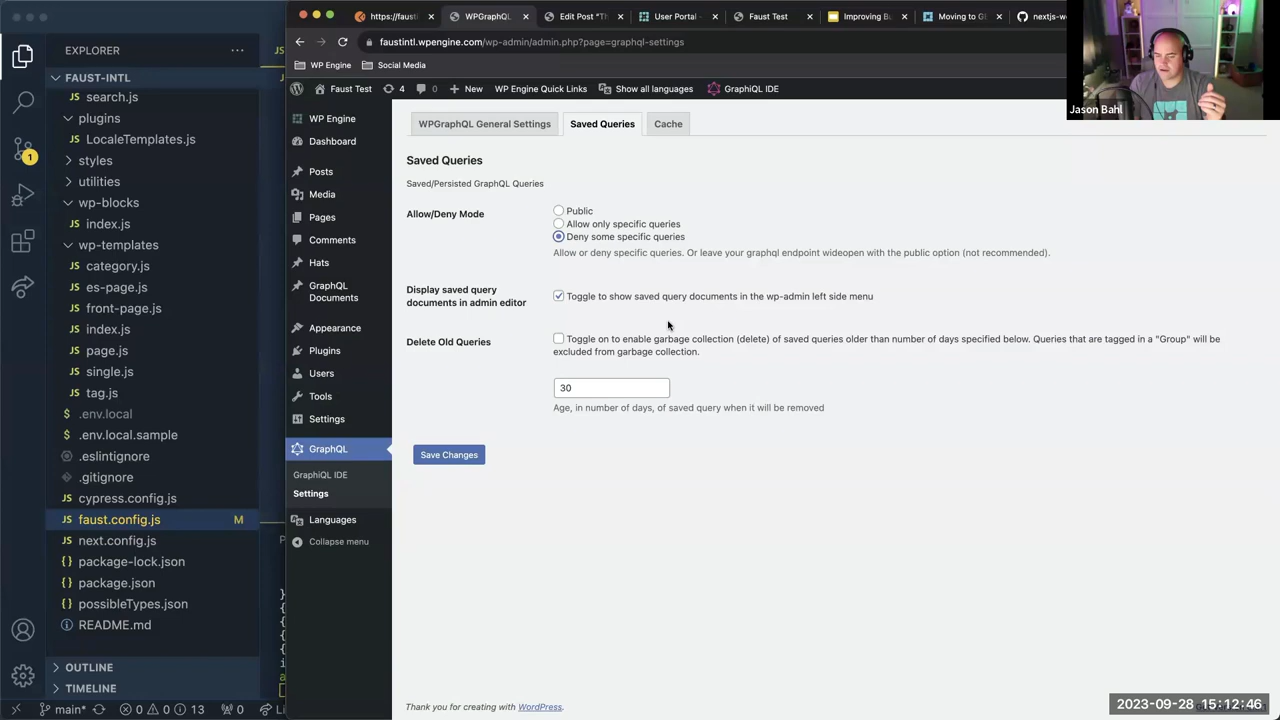 EXPLORER
FAUST-INTL
search.js
plugins
LocaleTemplates.js
styles
utilities
wp-blocks
index.js
wp-templates
category.js
es-page.js
front-page.js
index.js
page.js
single.js
tag.js
.env.local
.env.local.sample
.eslintignore
.gitignore
cypress.config.js
faust.config.js M
next.config.js
package-lock.json
package.json
possibleTypes.json
README.md
OUTLINE
TIMELINE
main* 0 0 13 0
https://fausti
WPGraphQL
Edit Post "Th
User Portal
Faust Test
Improving Bu
Moving to G
nextjs-w
faustintl.wpengine.com/wp-admin/admin.php?page=graphql-settings
WP Engine
Social Media
Faust Test 4 0 New WP Engine Quick Links Show all languages GraphiQL IDE
WP Engine
Dashboard
Posts
Media
Pages
Comments
Hats
GraphQL
Documents
Appearance
Plugins
Users
Tools
Settings
GraphQL
GraphiQL IDE
Settings
Languages
Collapse menu
WPGraphQL General Settings Saved Queries Cache
Saved Queries
Saved/Persisted GraphQL Queries
Allow/Deny Mode
Public
Allow only specific queries
Deny some specific queries
Allow or deny specific queries. Or leave your graphql endpoint wideopen with the public option (not recommended).
Display saved query
documents in admin editor
Toggle to show saved query documents in the wp-admin left side menu
Delete Old Queries
Toggle on to enable garbage collection (delete) of saved queries older than number of days specified below. Queries that are tagged in a "Group" will be
excluded from garbage collection.
30
Age, in number of days, of saved query when it will be removed
Save Changes
Thank you for creating with WordPress.
Jason Bahl
2023-09-28 15:12:46